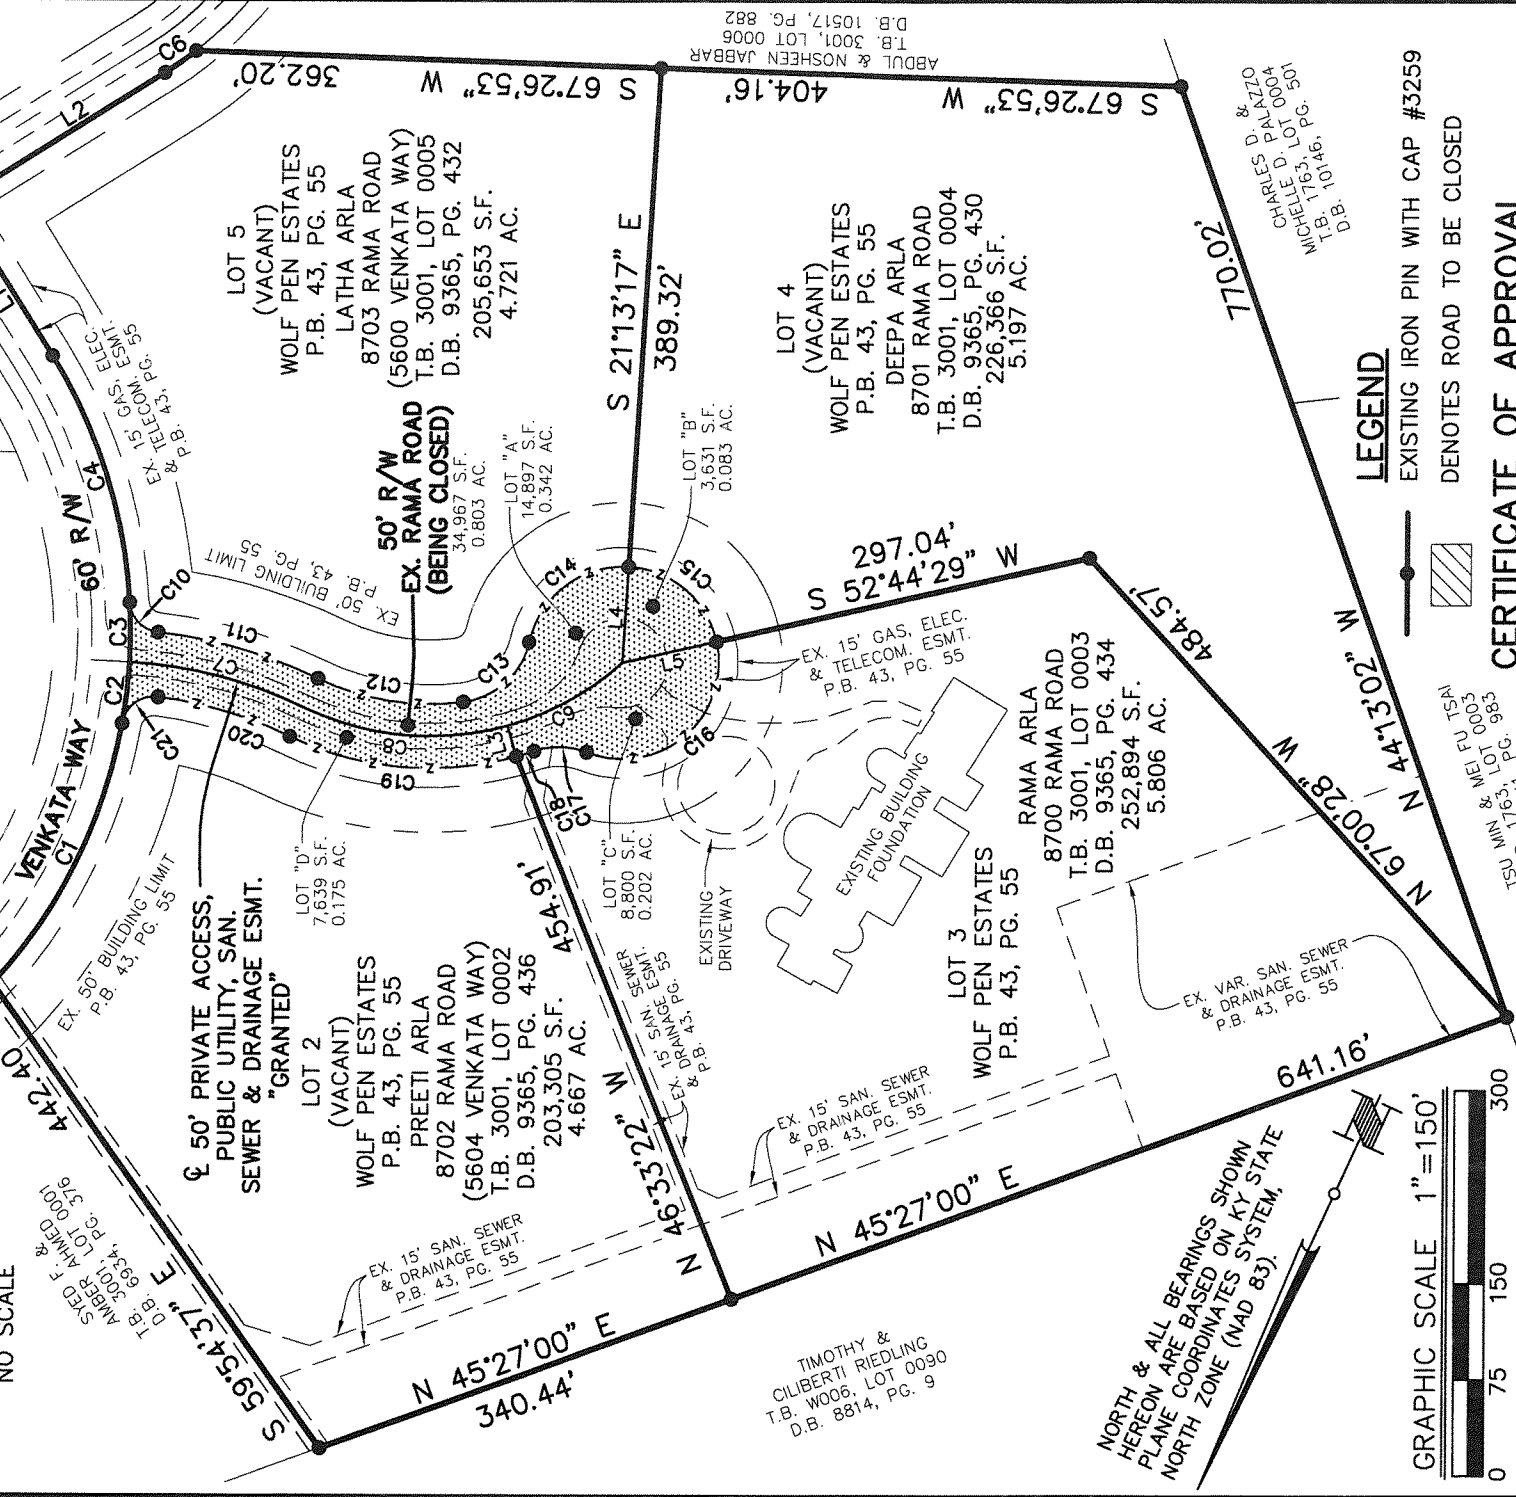 NO SCALE
L2
C6
362.20'
S 67°26'53" W
404.16'
S 67°26'53" W
ABDUL & NOSHEEN JABBAR
T.B. 3001, LOT 0006
D.B. 10517, PG. 882
LOT 5
(VACANT)
WOLF PEN ESTATES
P.B. 43, PG. 55
LATHA ARLA
8703 RAMA ROAD
(5600 VENKATA WAY)
T.B. 3001, LOT 0005
D.B. 9365, PG. 432
205,653 S.F.
4.721 AC.
EX. 15' GAS, ELEC.
& TELECOM. ESMT.
P.B. 43, PG. 55
60' R/W
C4
C10
C3
C2
C11
C7
C12
C13
C14
C15
C8
C9
C16
C17
C18
C19
C20
C21
L3
L4
L5
C1
VENKATA WAY
EX. 50' BUILDING LIMIT
P.B. 43, PG. 55
50' R/W
EX. RAMA ROAD
(BEING CLOSED)
34,967 S.F.
0.803 AC.
LOT "A"
14,897 S.F.
0.342 AC.
LOT "B"
3,631 S.F.
0.083 AC.
S 21°13'17" E
389.32'
LOT 4
(VACANT)
WOLF PEN ESTATES
P.B. 43, PG. 55
DEEPA ARLA
8701 RAMA ROAD
T.B. 3001, LOT 0004
D.B. 9365, PG. 430
226,366 S.F.
5.197 AC.
CHARLES D. &
MICHELLE D. PALAZZO
T.B. 1763, LOT 0004
D.B. 10146, PG. 501
770.02'
N 44°13'02" W
297.04'
S 52°44'29" W
484.57'
N 67°00'28" W
EX. 15' GAS, ELEC.
& TELECOM. ESMT.
P.B. 43, PG. 55
RAMA ARLA
8700 RAMA ROAD
T.B. 3001, LOT 0003
D.B. 9365, PG. 434
252,894 S.F.
5.806 AC.
LOT 3
WOLF PEN ESTATES
P.B. 43, PG. 55
EXISTING BUILDING
FOUNDATION
EXISTING
DRIVEWAY
LOT "C"
8,800 S.F.
0.202 AC.
LOT "D"
7,639 S.F.
0.175 AC.
EX. 50' BUILDING LIMIT
P.B. 43, PG. 55
℄ 50' PRIVATE ACCESS,
PUBLIC UTILITY, SAN.
SEWER & DRAINAGE ESMT.
"GRANTED"
LOT 2
(VACANT)
WOLF PEN ESTATES
P.B. 43, PG. 55
PREETI ARLA
8702 RAMA ROAD
(5604 VENKATA WAY)
T.B. 3001, LOT 0002
D.B. 9365, PG. 436
203,305 S.F.
4.667 AC.
454.91'
N 46°33'22" W
EX. 15' SAN. SEWER
& DRAINAGE ESMT.
P.B. 43, PG. 55
EX. 15' SAN. SEWER
& DRAINAGE ESMT.
P.B. 43, PG. 55
EX. 15' SAN. SEWER
& DRAINAGE ESMT.
P.B. 43, PG. 55
EX. VAR. SAN. SEWER
& DRAINAGE ESMT.
P.B. 43, PG. 55
442.40
S 59°54'37" E
SYED F. &
AMBER AHMED
T.B. 3001, LOT 0001
D.B. 6934, PG. 376
N 45°27'00" E
340.44'
N 45°27'00" E
641.16'
TIMOTHY &
CILIBERTI RIEDLING
T.B. W006, LOT 0090
D.B. 8814, PG. 9
TSU MIN & MEI FU TSAI
1763, LOT 0003
PG. 983
LEGEND
EXISTING IRON PIN WITH CAP #3259
DENOTES ROAD TO BE CLOSED
CERTIFICATE OF APPROVAL
NORTH & ALL BEARINGS SHOWN
HEREON ARE BASED ON KY STATE
PLANE COORDINATES SYSTEM,
NORTH ZONE (NAD 83).
GRAPHIC SCALE 1"=150'
0 75 150 300